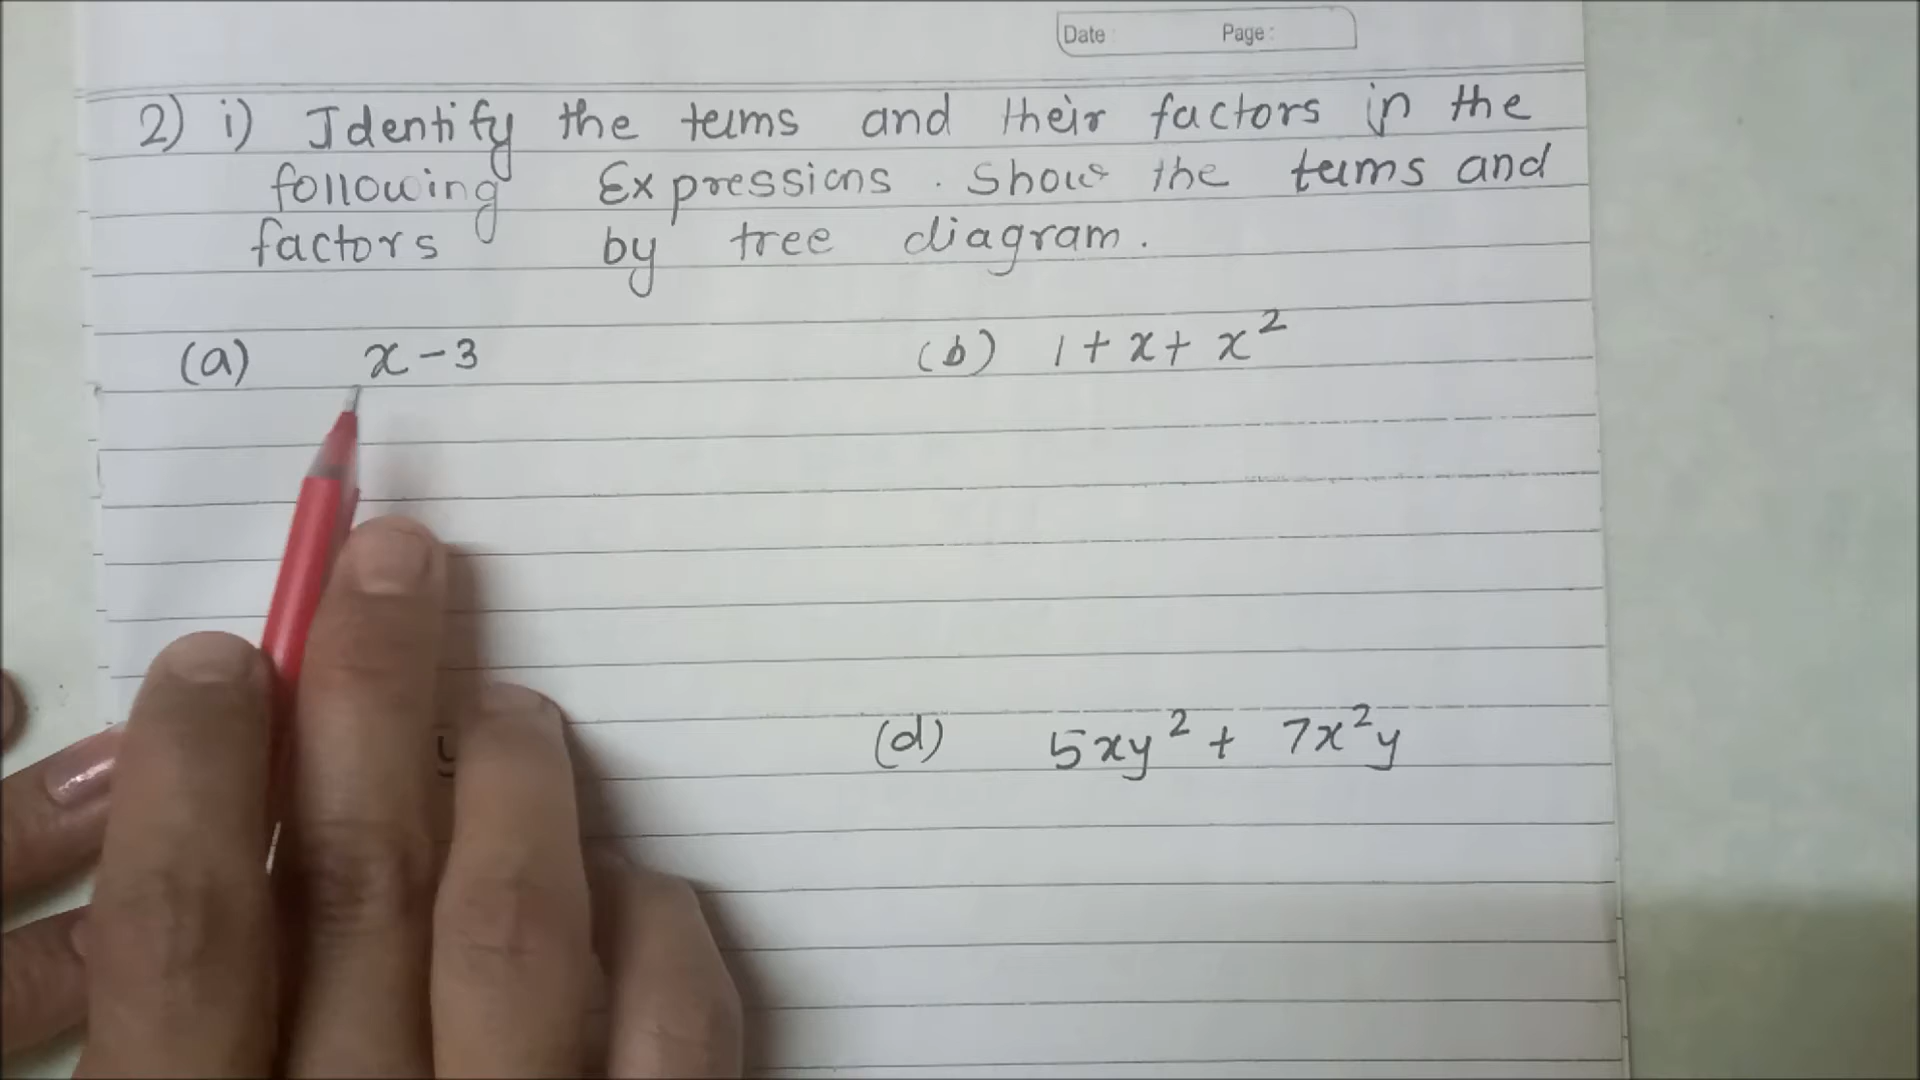 Date : Page :
2) i) Identify the terms and their factors in the
following Expressions . Show the terms and
factors by tree diagram.
(a) x - 3 (b) 1 + x + x²
y (d) 5xy² + 7x²y